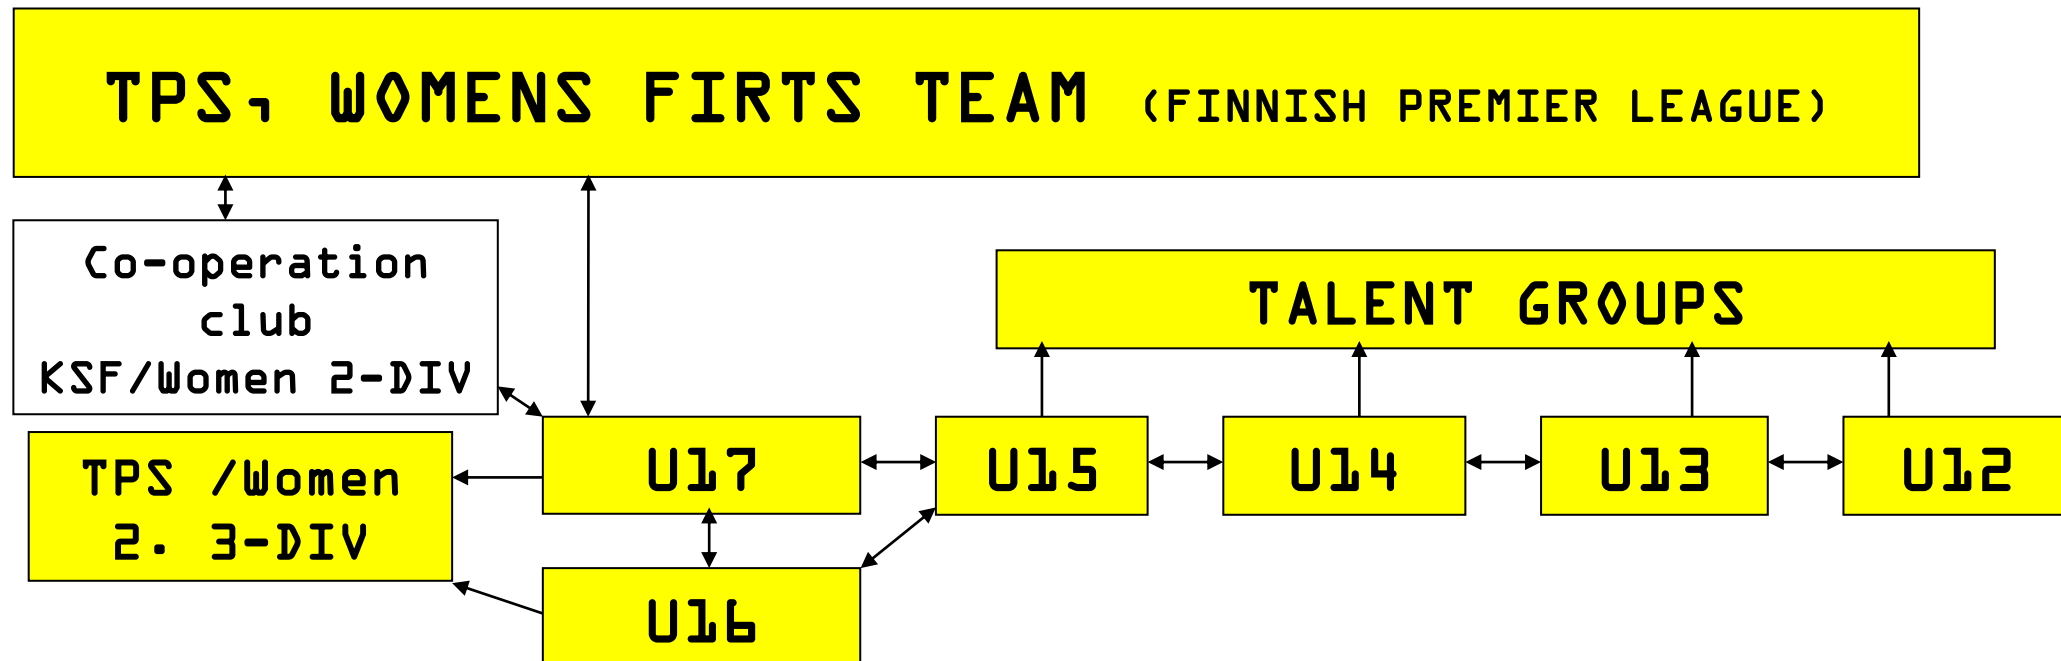 TPS, WOMENS FIRTS TEAM (FINNISH PREMIER LEAGUE)
Co-operation
club
KSF/Women 2-DIV
TALENT GROUPS
TPS /Women
2. 3-DIV
U17
U15
U14
U13
U12
U16